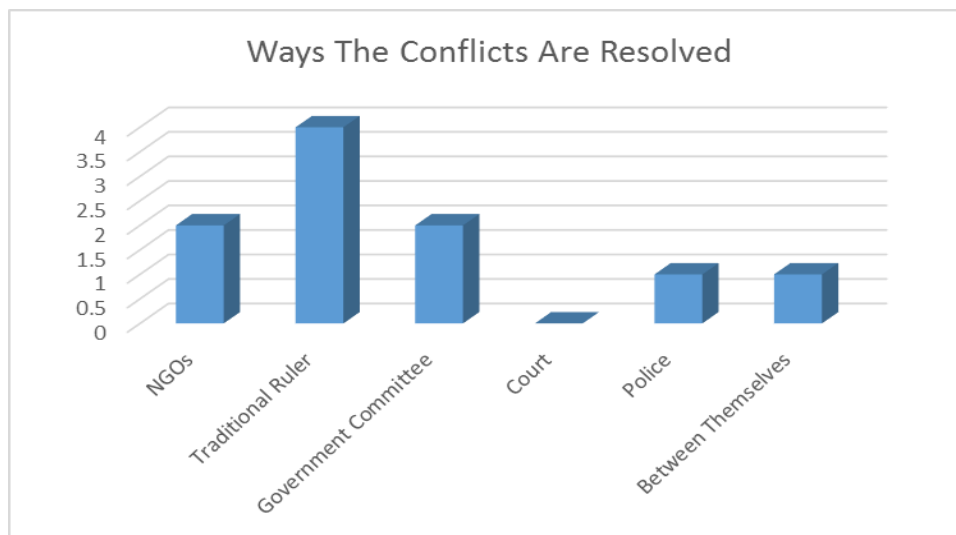 Ways The Conflicts Are Resolved
4
3.5
3
2.5
2
1.5
1
0.5
0
NGOs
Traditional Ruler
Government Committee
Court
Police
Between Themselves